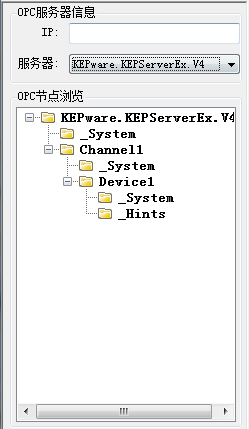 OPC服务器信息
IP:
服务器: KEPware.KEPServerEx.V4
OPC节点浏览
KEPware.KEPServerEx.V4
_System
Channel1
_System
Device1
_System
_Hints